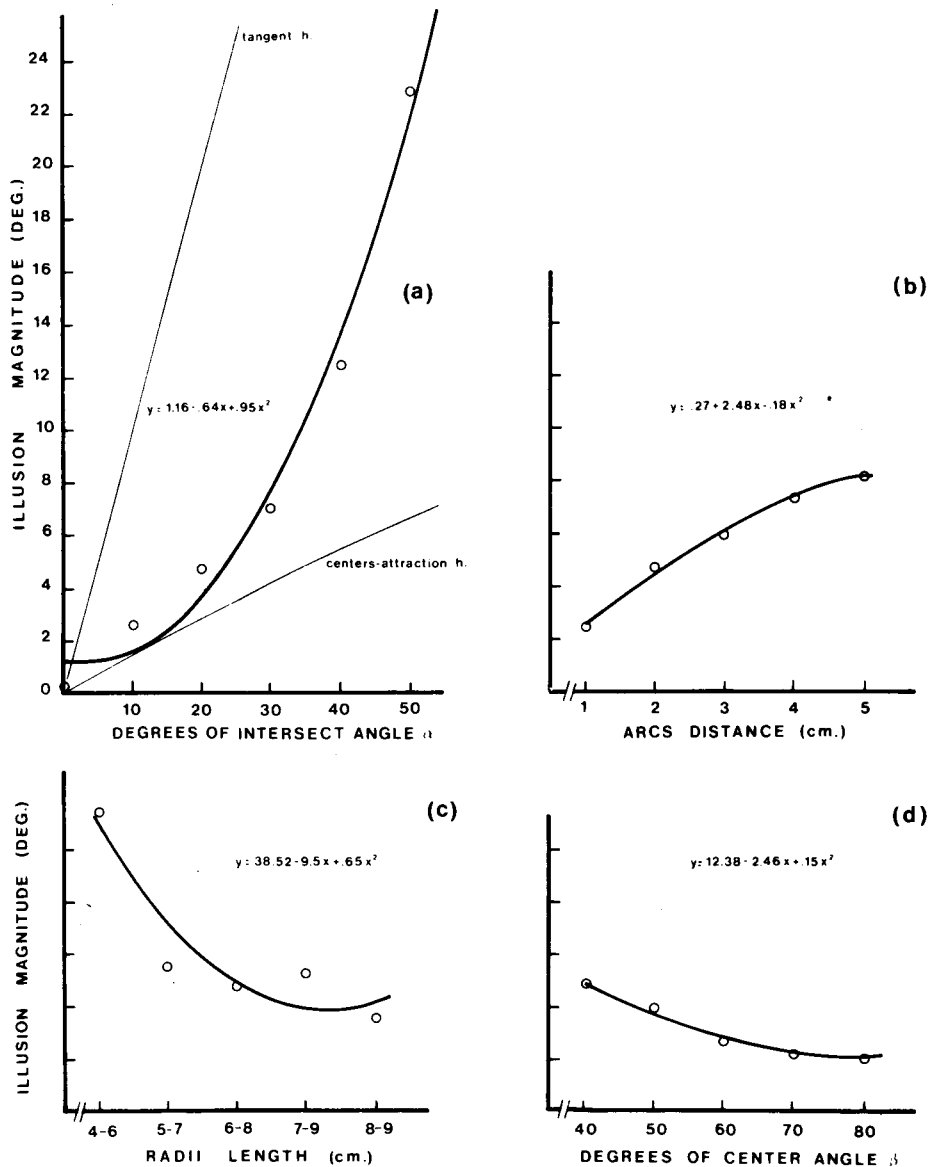 ILLUSION MAGNITUDE (DEG.)
24
22
20
18
16
14
12
10
8
6
4
2
0
tangent h.
(a)
y= 1.16-.64x+.95x²
centers-attraction h.
10 20 30 40 50
DEGREES OF INTERSECT ANGLE α
(b)
y= .27+2.48x-.18x²
1 2 3 4 5
ARCS DISTANCE (cm.)
ILLUSION MAGNITUDE (DEG.)
(c)
y= 38.52-9.5x+.65x²
4-6 5-7 6-8 7-9 8-9
RADII LENGTH (cm.)
(d)
y= 12.38-2.46x+.15x²
40 50 60 70 80
DEGREES OF CENTER ANGLE β